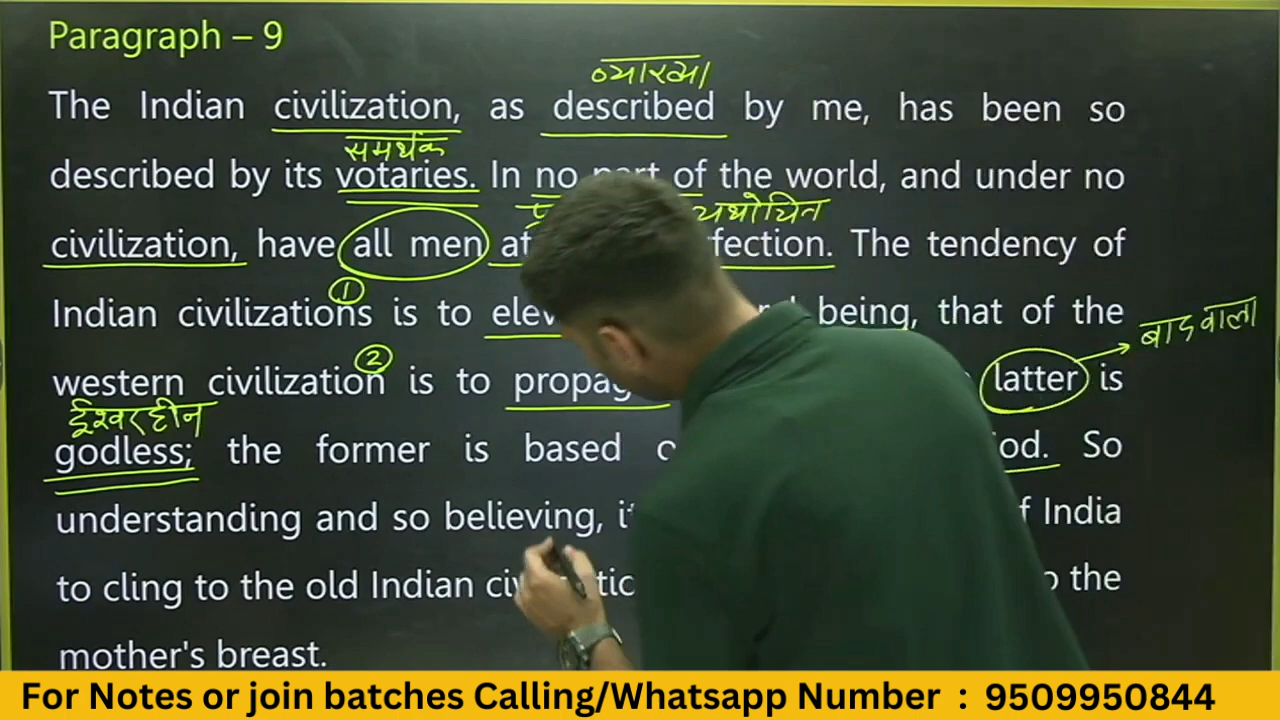 Paragraph – 9
व्याख्या
The Indian civilization, as described by me, has been so
समर्थक
described by its votaries. In no part of the world, and under no
यथोचित
civilization, have all men at fection. The tendency of
1
Indian civilizations is to elev being, that of the
बादवाला
2
western civilization is to propag latter is
ईश्वरहीन
godless; the former is based od. So
understanding and so believing, i India
to cling to the old Indian civ the
mother's breast.
For Notes or join batches Calling/Whatsapp Number : 9509950844